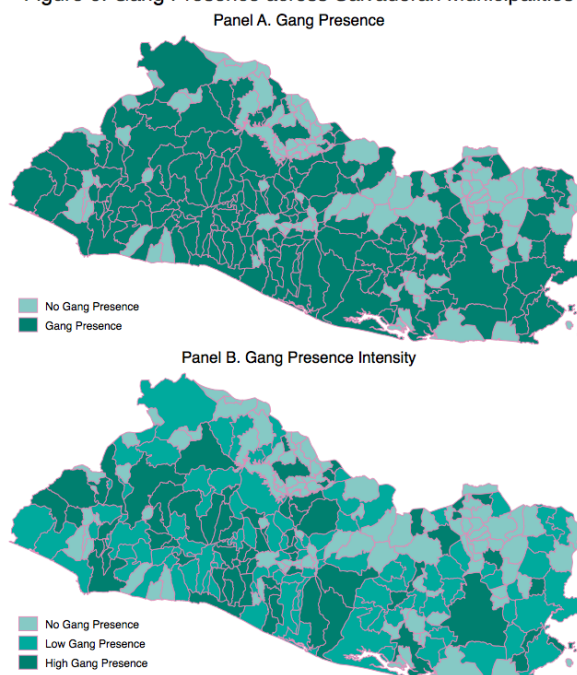 Panel A. Gang Presence
No Gang Presence
Gang Presence
Panel B. Gang Presence Intensity
No Gang Presence
Low Gang Presence
High Gang Presence